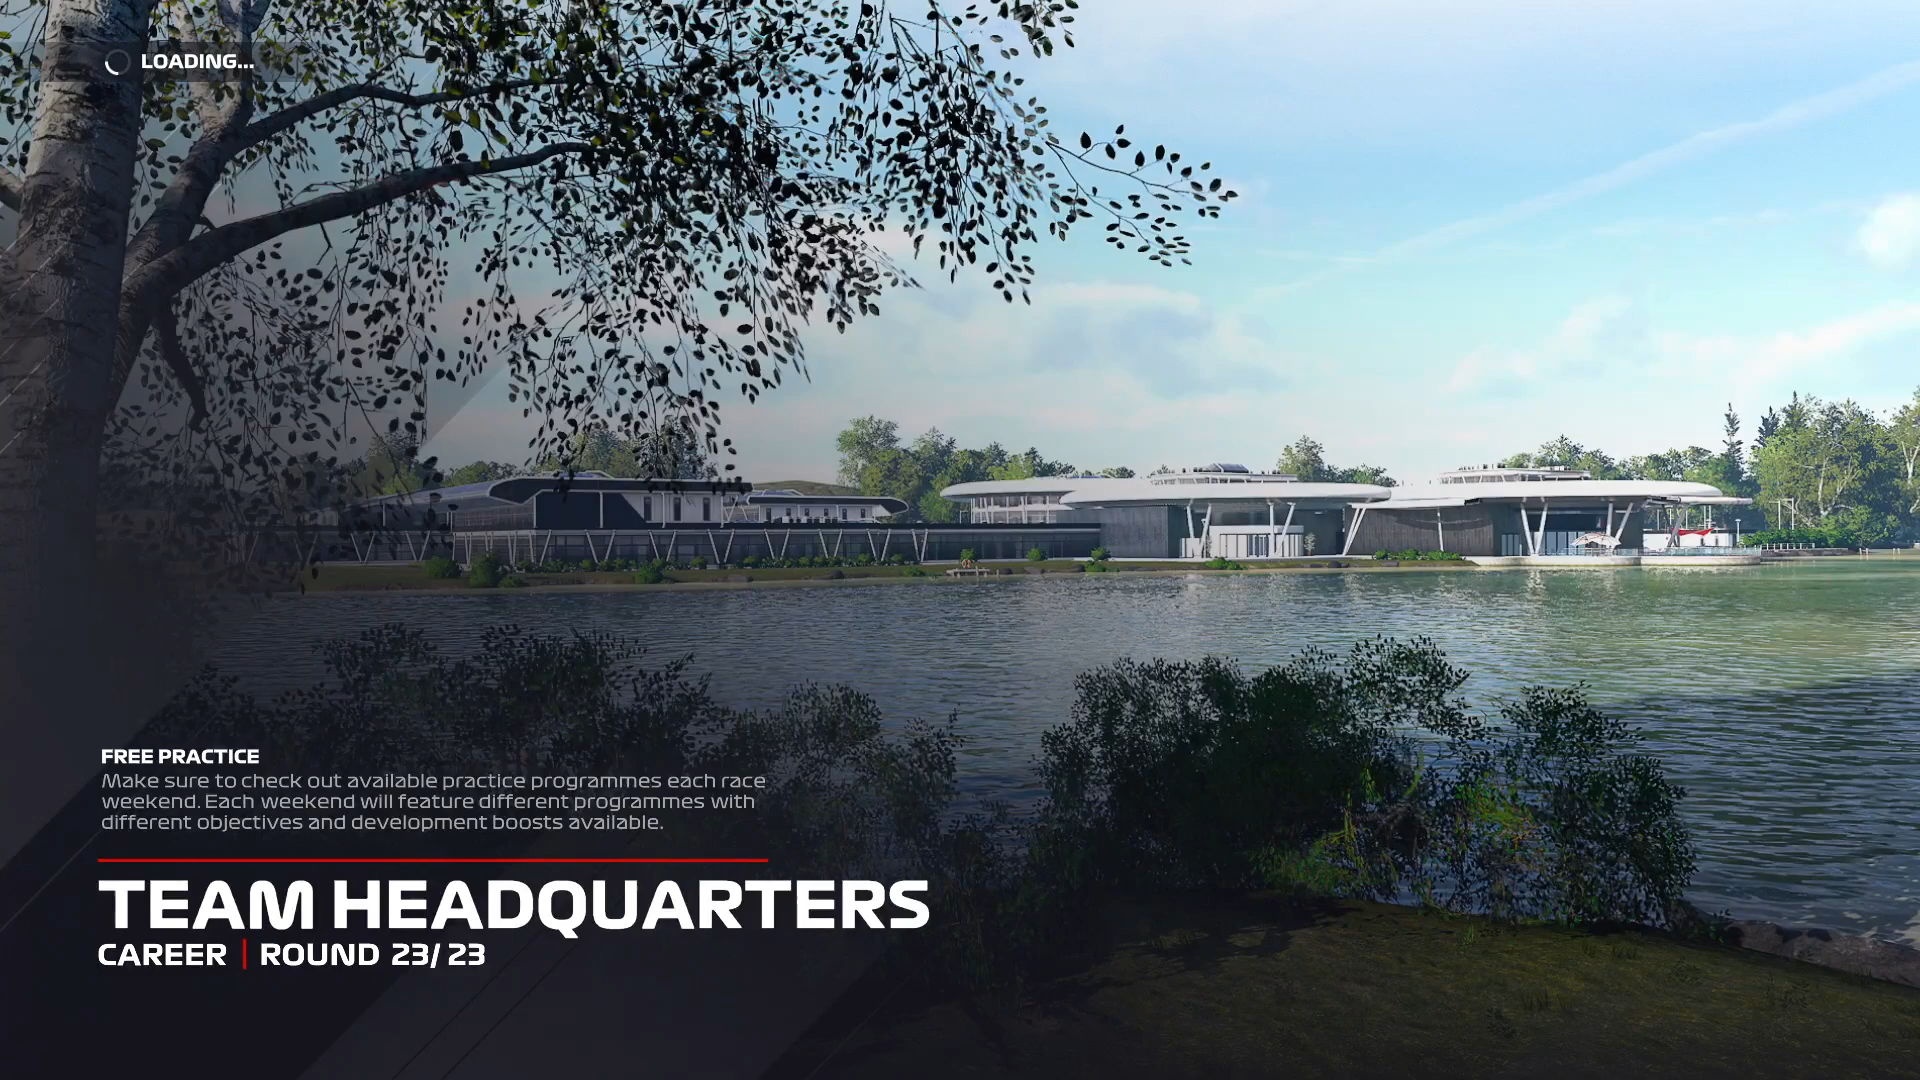 LOADING...
FREE PRACTICE
Make sure to check out available practice programmes each race
weekend. Each weekend will feature different programmes with
different objectives and development boosts available.
TEAM HEADQUARTERS
CAREER | ROUND 23/ 23